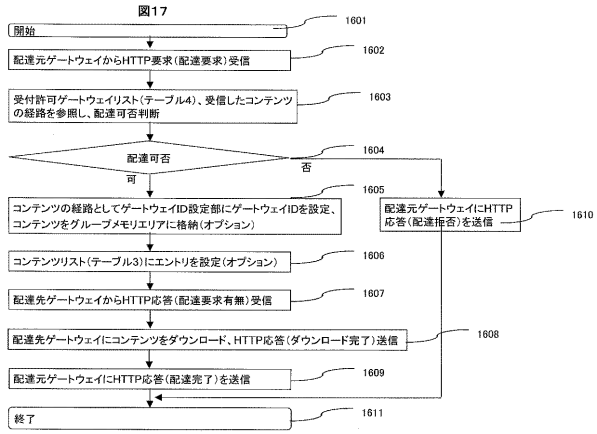 図17
開始
1601
配達元ゲートウェイからHTTP要求(配達要求)受信
1602
受付許可ゲートウェイリスト(テーブル4)、受信したコンテンツ
の経路を参照し、配達可否判断
1603
配達可否
1604
可
否
コンテンツの経路としてゲートウェイID設定部にゲートウェイIDを設定、
コンテンツをグループメモリエリアに格納(オプション)
1605
配達元ゲートウェイにHTTP
応答(配達拒否)を送信
1610
コンテンツリスト(テーブル3)にエントリを設定(オプション)
1606
配達先ゲートウェイからHTTP応答(配達要求有無)受信
1607
配達先ゲートウェイにコンテンツをダウンロード、HTTP応答(ダウンロード完了)送信
1608
配達元ゲートウェイにHTTP応答(配達完了)を送信
1609
終了
1611